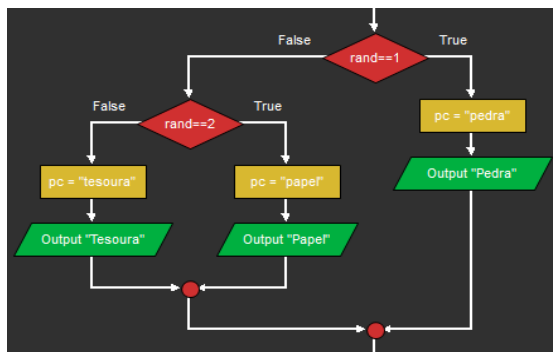 False
True
rand==1
False
True
rand==2
pc = "pedra"
pc = "tesoura"
pc = "papel"
Output "Pedra"
Output "Tesoura"
Output "Papel"